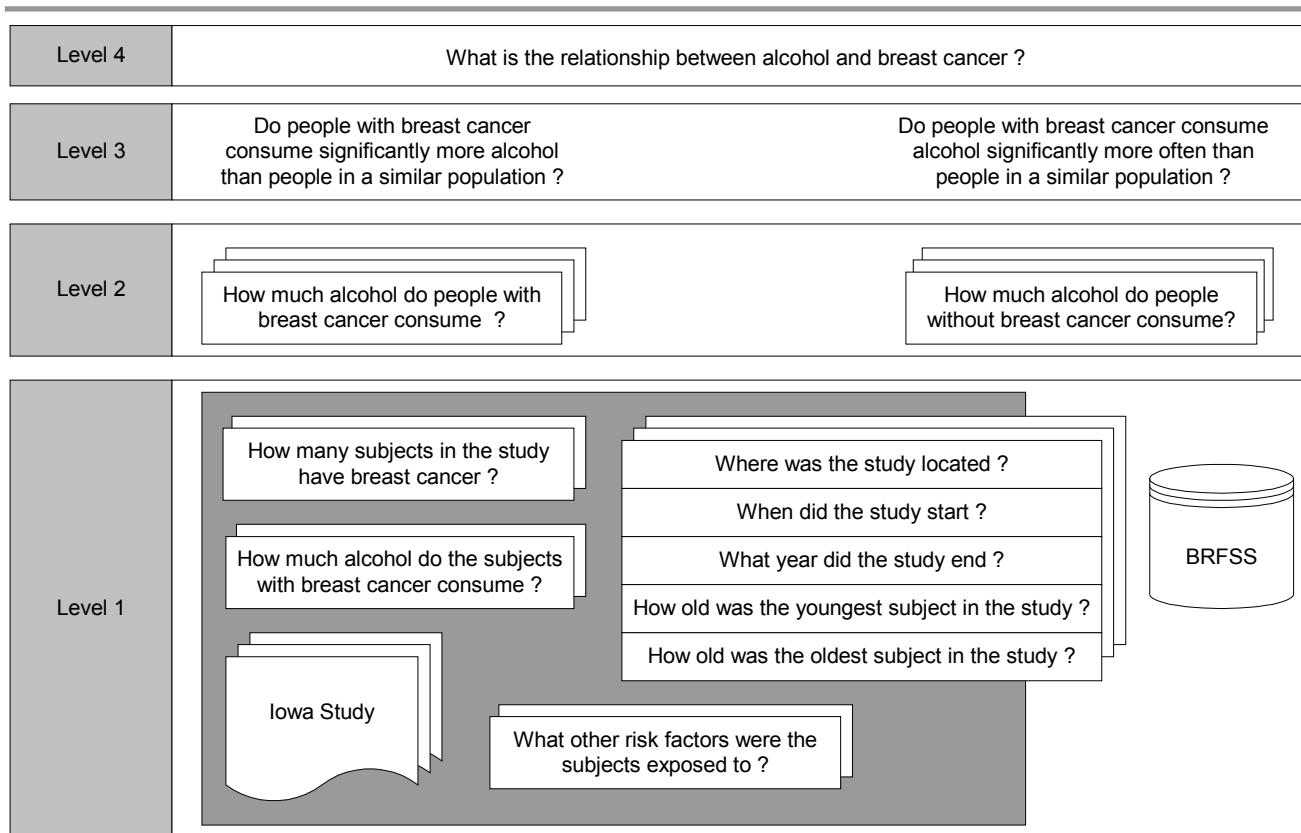 Level 4
What is the relationship between alcohol and breast cancer ?
Level 3
Do people with breast cancer
consume significantly more alcohol
than people in a similar population ?
Do people with breast cancer consume
alcohol significantly more often than
people in a similar population ?
Level 2
How much alcohol do people with
breast cancer consume ?
How much alcohol do people
without breast cancer consume?
Level 1
How many subjects in the study
have breast cancer ?
How much alcohol do the subjects
with breast cancer consume ?
Iowa Study
What other risk factors were the
subjects exposed to ?
Where was the study located ?
When did the study start ?
What year did the study end ?
How old was the youngest subject in the study ?
How old was the oldest subject in the study ?
BRFSS